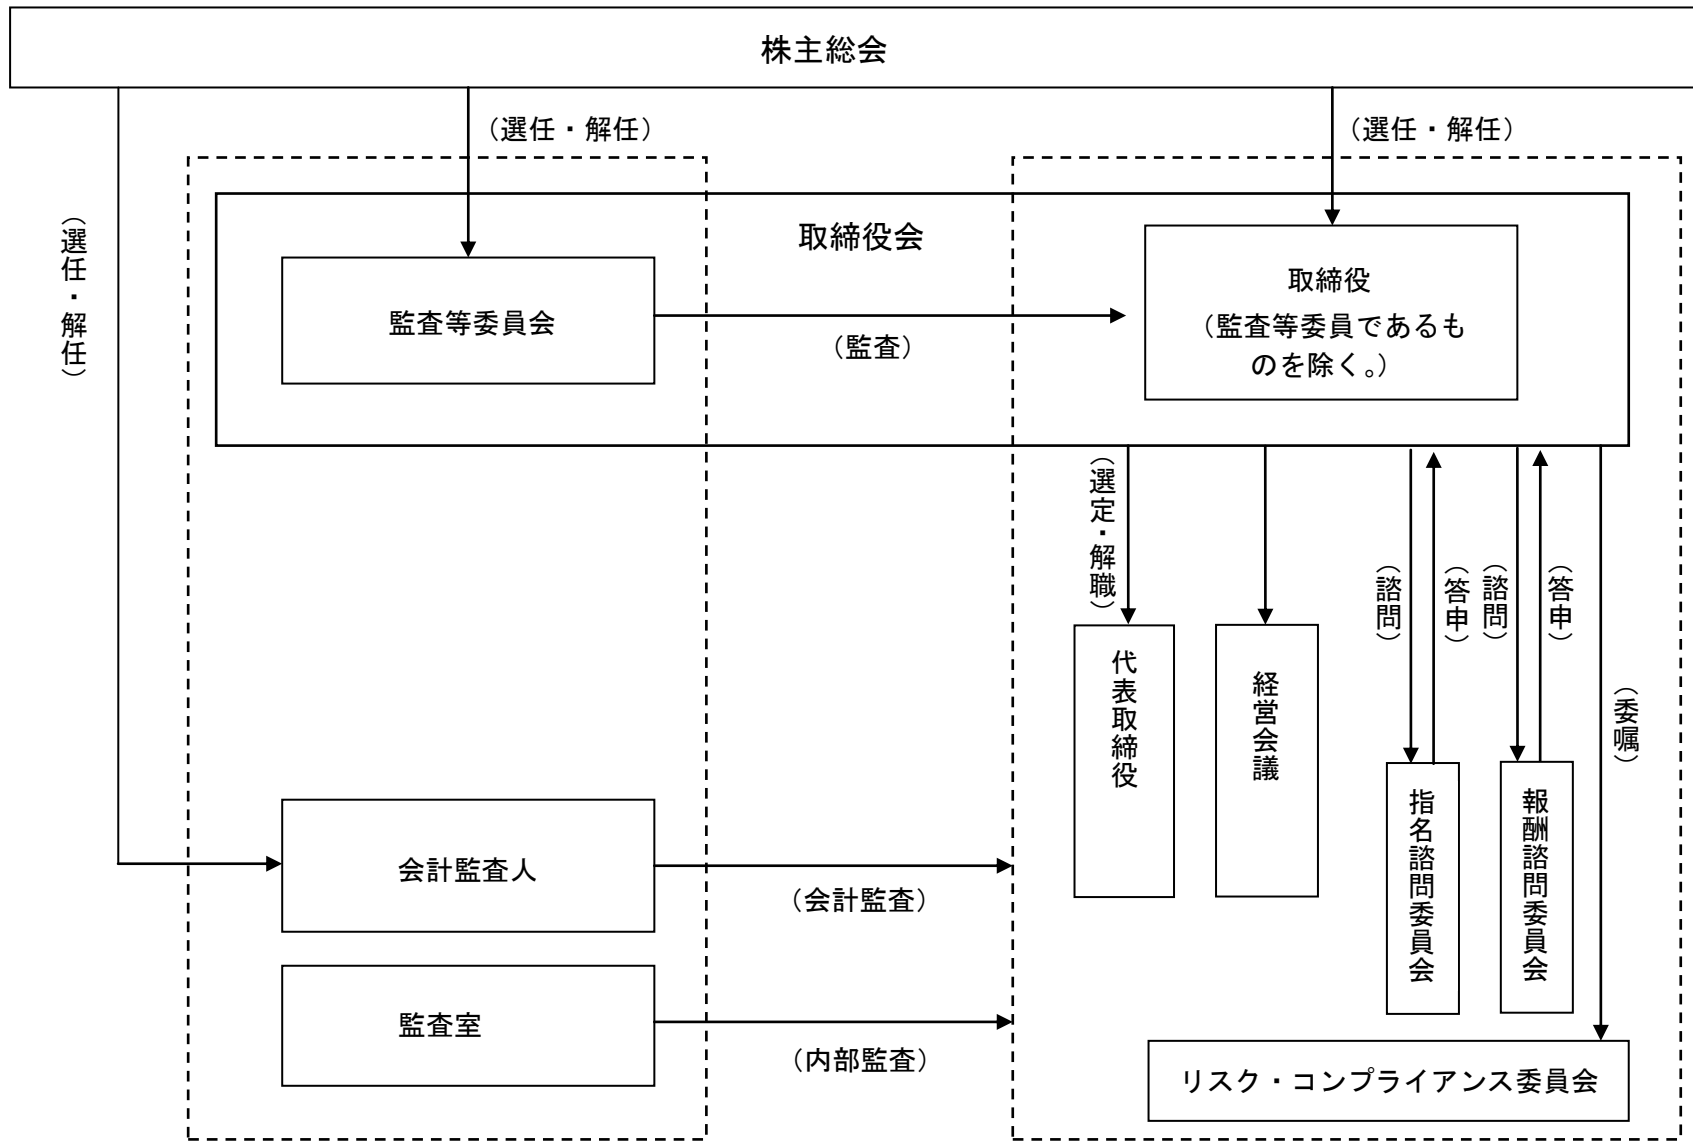 株主総会
（選任・解任）
（選任・解任）
（選任・解任）
取締役会
監査等委員会
（監査）
取締役
（監査等委員であるも
のを除く。）
（選定・解職）
（諮問）
（答申）
（諮問）
（答申）
（委嘱）
代表取締役
経営会議
指名諮問委員会
報酬諮問委員会
会計監査人
（会計監査）
監査室
（内部監査）
リスク・コンプライアンス委員会